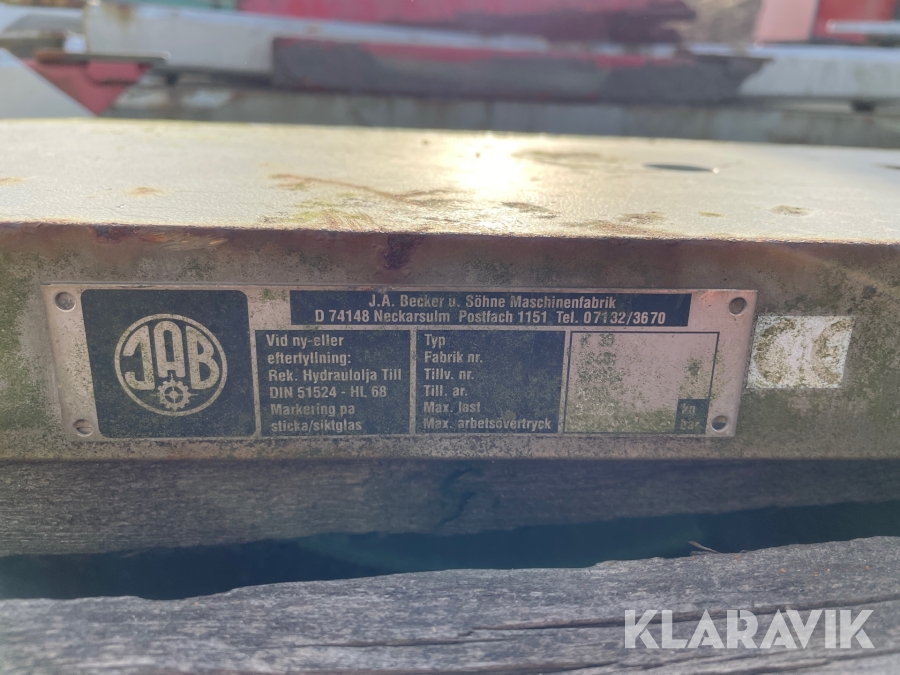 J.A. Becker u. Söhne Maschinenfabrik
D 74148 Neckarsulm Postfach 1151 Tel. 07132/3670
JAB
Vid ny-eller
efterfyllning:
Rek. Hydraulolja Till
DIN 51524 - HL 68
Markering pa
sticka/siktglas
Typ
Fabrik nr.
Tillv. nr.
Till. ar.
Max. last
Max. arbetsövertryck
bar
CE
KLARAVIK